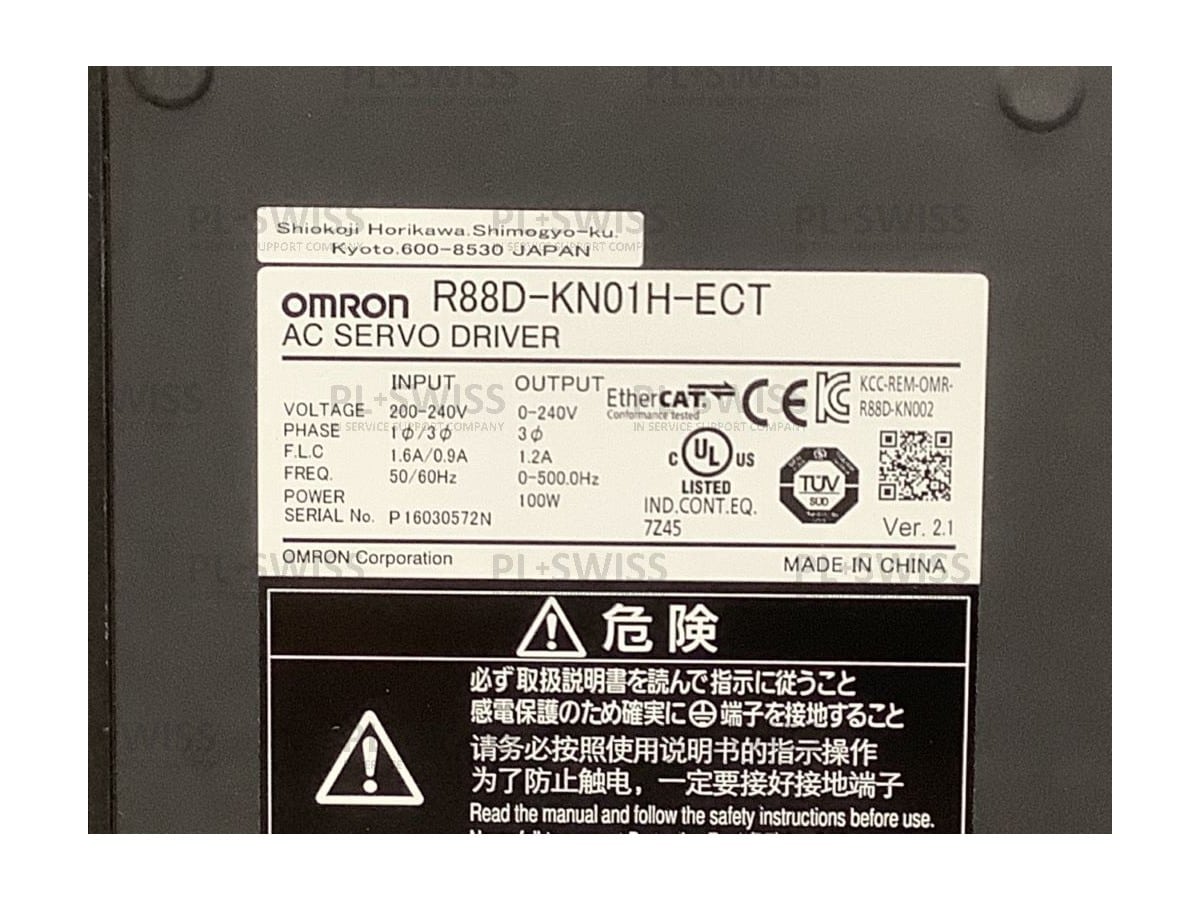 Shiokoji Horikawa.Shimogyo-ku.
Kyoto.600-8530 JAPAN
OMRON R88D-KN01H-ECT
AC SERVO DRIVER
INPUT OUTPUT
VOLTAGE 200-240V 0-240V
PHASE 1ϕ/3ϕ 3ϕ
F.L.C 1.6A/0.9A 1.2A
FREQ. 50/60Hz 0-500.0Hz
POWER 100W
SERIAL No. P16030572N
EtherCAT.
Conformance tested
CE
KCC-REM-OMR-
R88D-KN002
C UL US
LISTED
IND.CONT.EQ.
7Z45
TÜV
SÜD
Ver. 2.1
OMRON Corporation MADE IN CHINA
危険
必ず取扱説明書を読んで指示に従うこと
感電保護のため確実に端子を接地すること
请务必按照使用说明书的指示操作
为了防止触电，一定要接好接地端子
Read the manual and follow the safety instructions before use.
PL+SWISS
IN SERVICE SUPPORT COMPANY